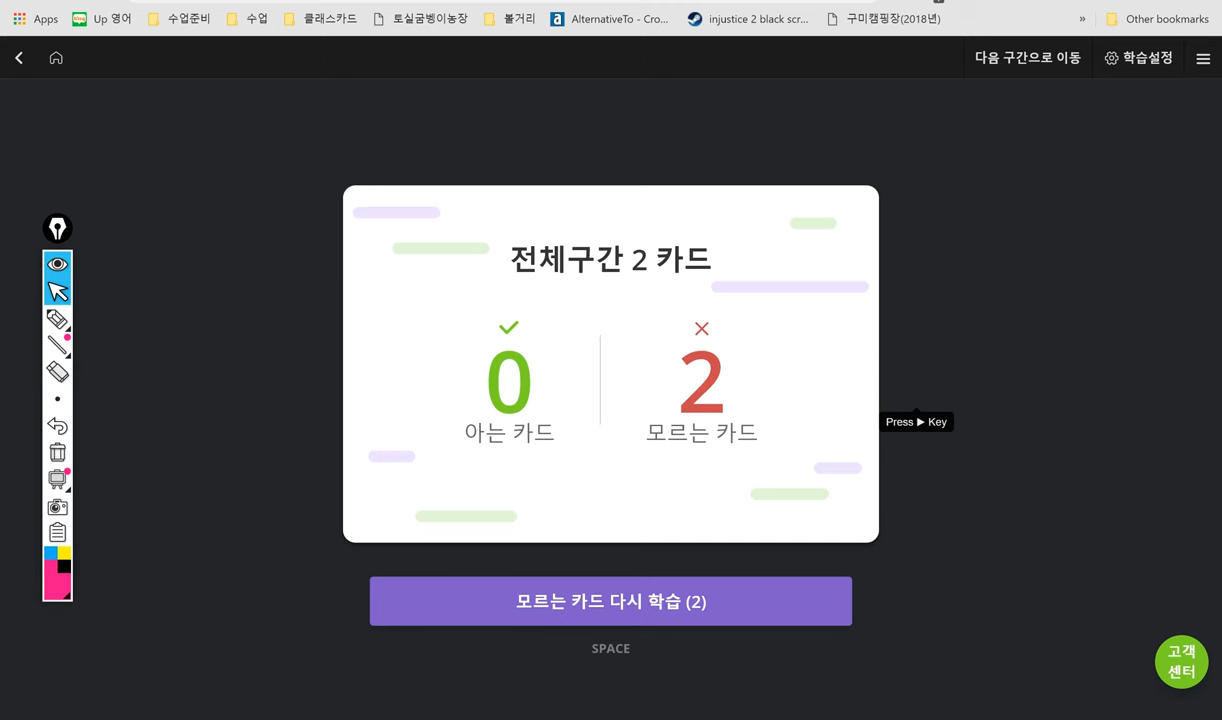 Apps Up 영어 수업준비 수업 클래스카드 토실굼벵이농장 볼거리 AlternativeTo - Cro... injustice 2 black scr... 구미캠핑장(2018년) » Other bookmarks
다음 구간으로 이동 학습설정
전체구간 2 카드
0 2
아는 카드 모르는 카드
Press ▶ Key
모르는 카드 다시 학습 (2)
SPACE
고객
센터